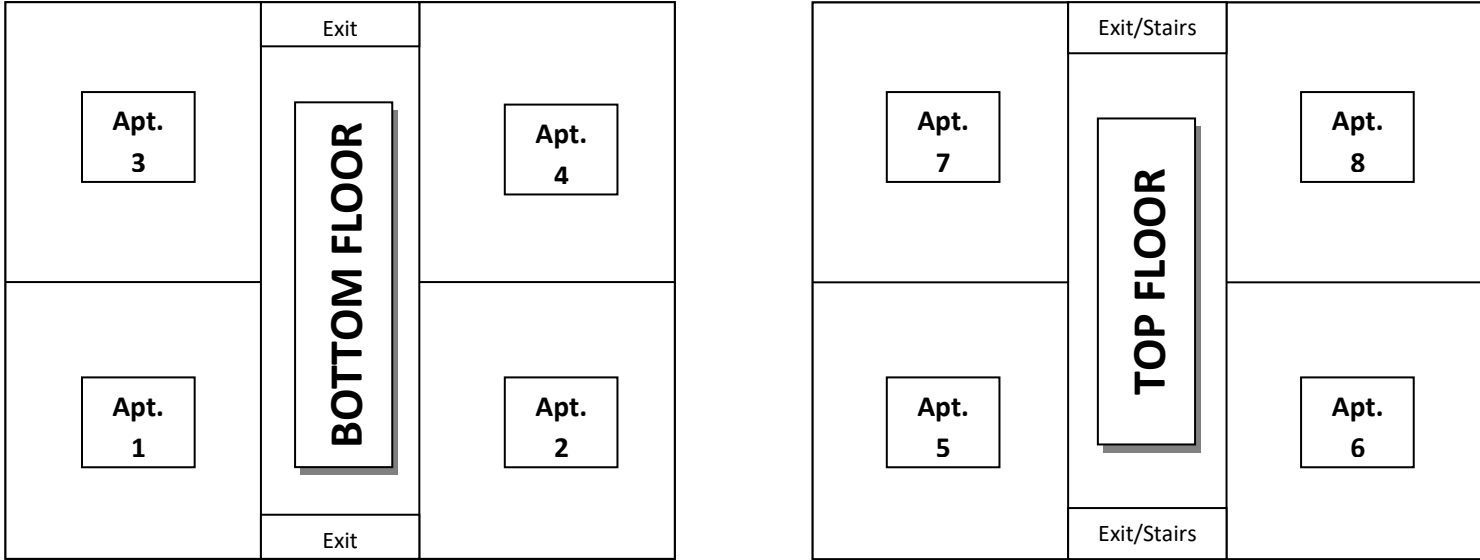 Exit
Apt.
3
BOTTOM FLOOR
Apt.
4
Apt.
1
Apt.
2
Exit
Exit/Stairs
Apt.
7
TOP FLOOR
Apt.
8
Apt.
5
Apt.
6
Exit/Stairs